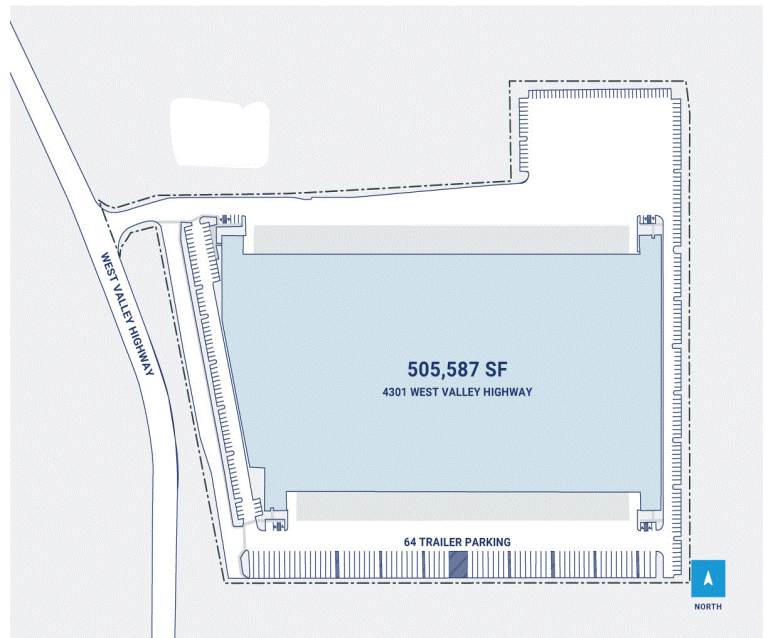 WEST VALLEY HIGHWAY
505,587 SF
4301 WEST VALLEY HIGHWAY
64 TRAILER PARKING
NORTH